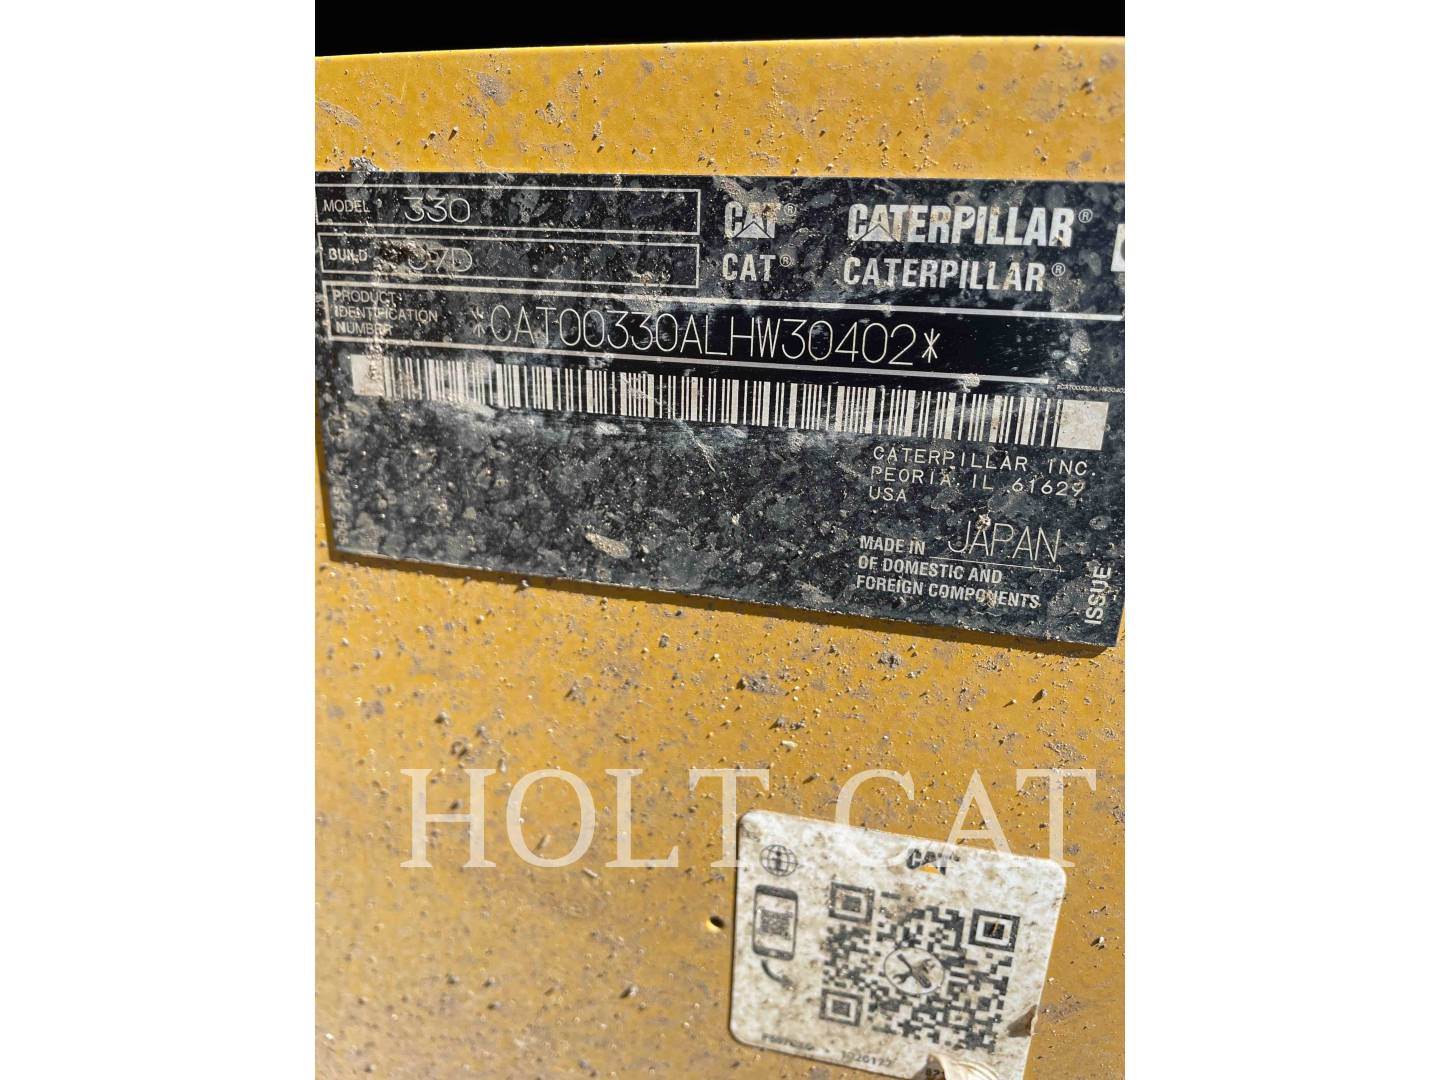 MODEL 330
CAT® CATERPILLAR®
BUILD 07D
CAT® CATERPILLAR®
PRODUCT
IDENTIFICATION
NUMBER *CAT00330ALHW30402*
CATERPILLAR INC.
PEORIA, IL 61629
USA
MADE IN JAPAN
OF DOMESTIC AND
FOREIGN COMPONENTS
ISSUE
HOLT CAT
CAT